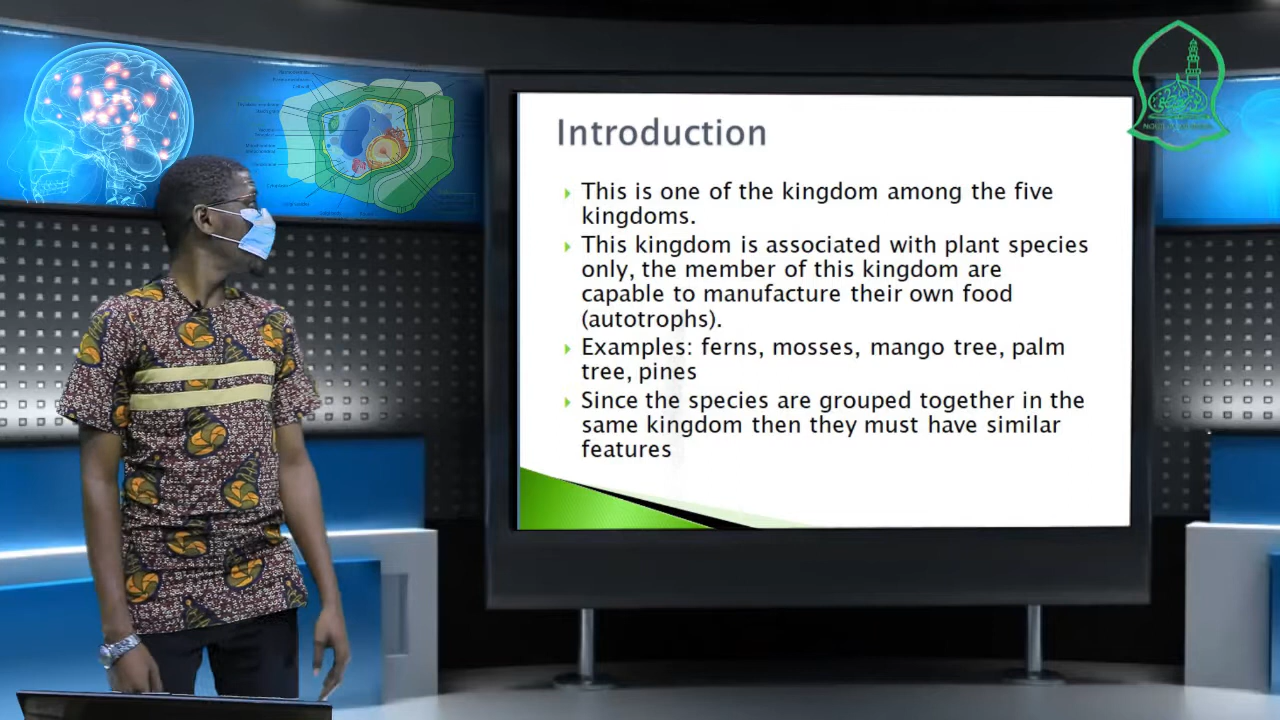 Introduction
This is one of the kingdom among the five
kingdoms.
This kingdom is associated with plant species
only, the member of this kingdom are
capable to manufacture their own food
(autotrophs).
Examples: ferns, mosses, mango tree, palm
tree, pines
Since the species are grouped together in the
same kingdom then they must have similar
features